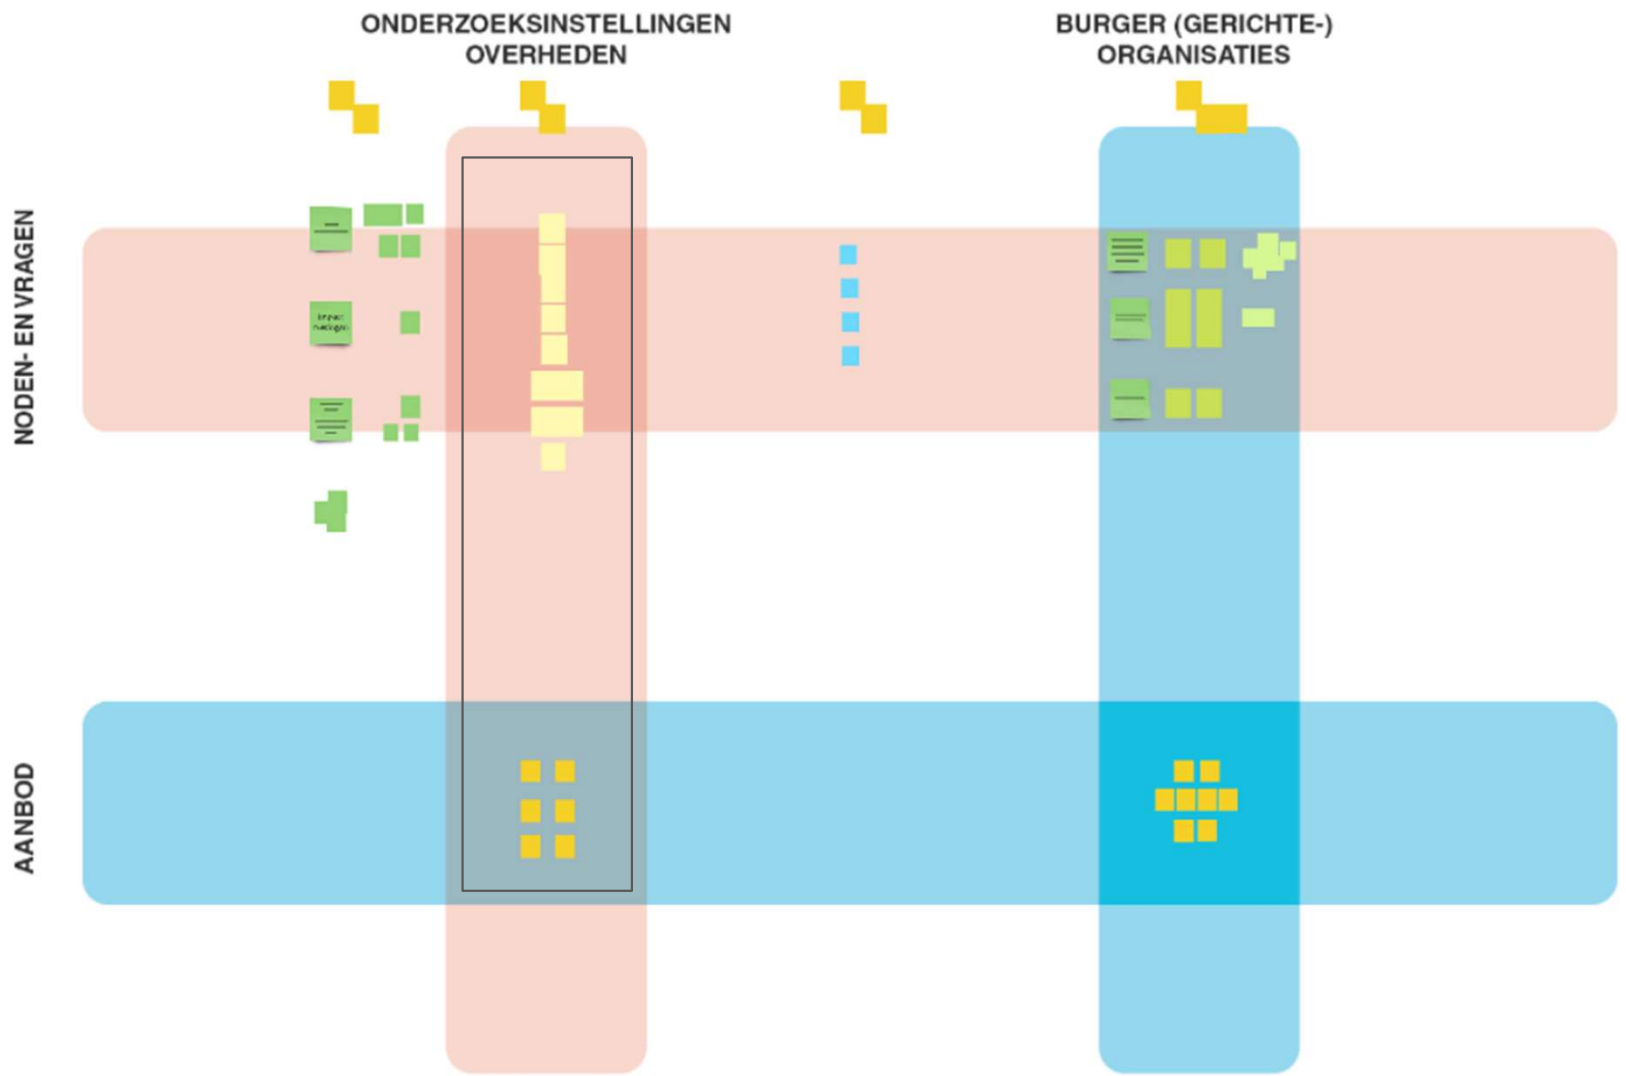 ONDERZOEKSINSTELLINGEN
OVERHEDEN
BURGER (GERICHTE-)
ORGANISATIES
NODEN- EN VRAGEN
AANBOD